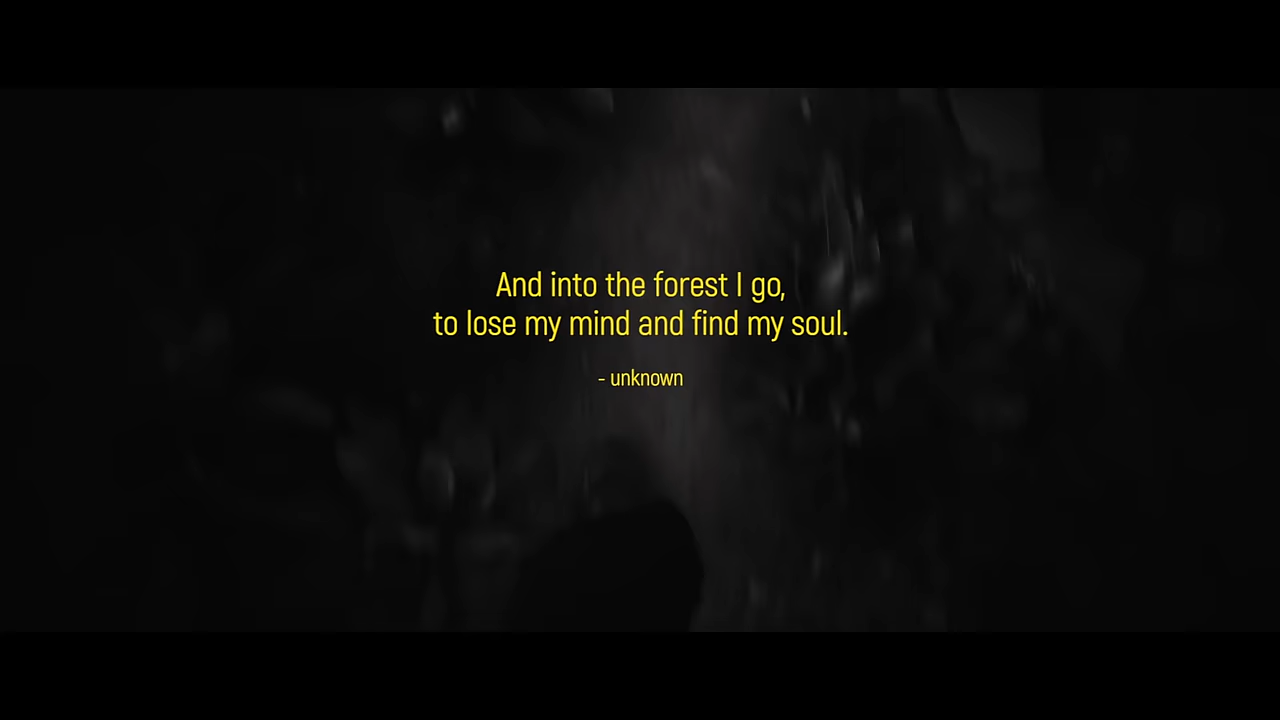 And into the forest I go,
to lose my mind and find my soul.
- unknown